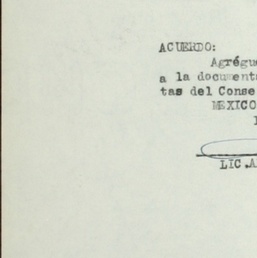 ACUERDO:
Agrégu
a la document
tas del Conse
MEXICO
LIC.A